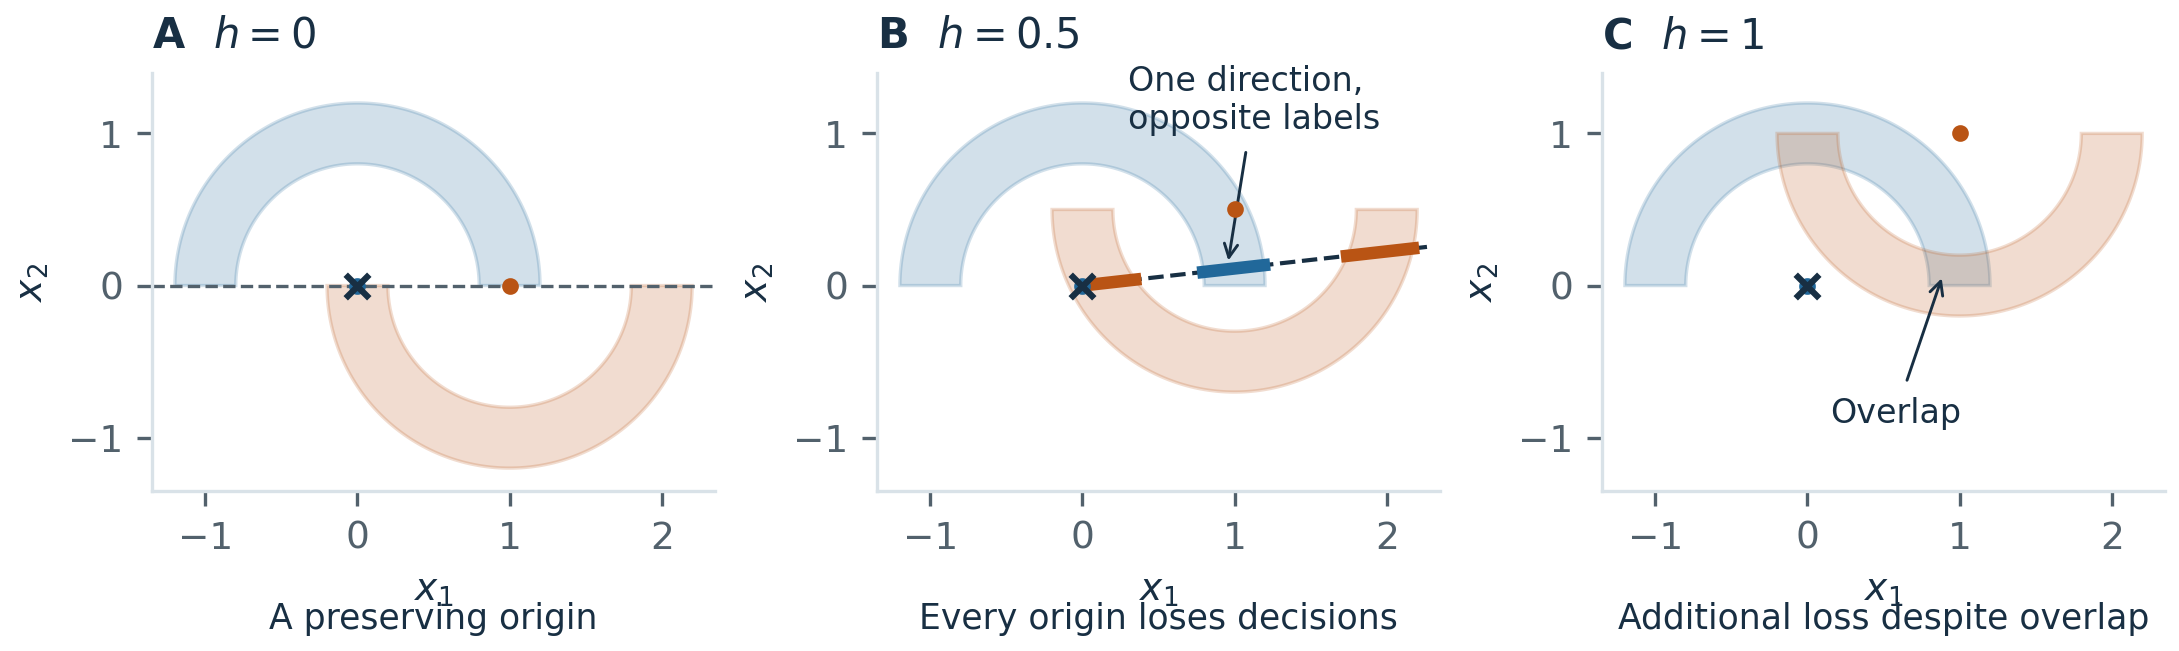 A h = 0
1
0
−1
x₂
−1 0 1 2
x₁
A preserving origin
B h = 0.5
One direction,
opposite labels
1
0
−1
x₂
−1 0 1 2
x₁
Every origin loses decisions
C h = 1
1
0
−1
x₂
Overlap
−1 0 1 2
x₁
Additional loss despite overlap